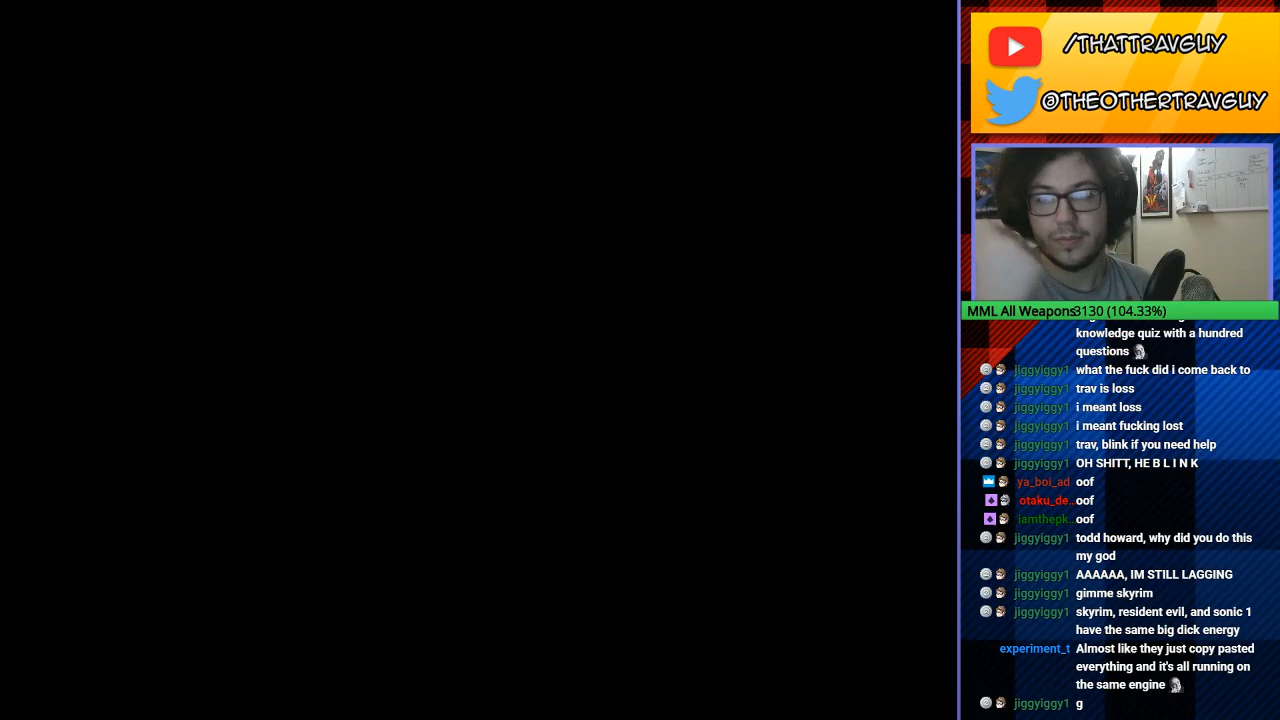 /THATTRAVGUY
@THEOTHERTRAVGUY
MML All Weapons3130 (104.33%)
knowledge quiz with a hundred
questions
jiggyiggy1 what the fuck did i come back to
jiggyiggy1 trav is loss
jiggyiggy1 i meant loss
jiggyiggy1 i meant fucking lost
jiggyiggy1 trav, blink if you need help
jiggyiggy1 OH SHITT, HE B L I N K
ya_boi_ad oof
otaku_de... oof
iamthepk... oof
jiggyiggy1 todd howard, why did you do this
my god
jiggyiggy1 AAAAAA, IM STILL LAGGING
jiggyiggy1 gimme skyrim
jiggyiggy1 skyrim, resident evil, and sonic 1
have the same big dick energy
experiment_t Almost like they just copy pasted
everything and it's all running on
the same engine
jiggyiggy1 g